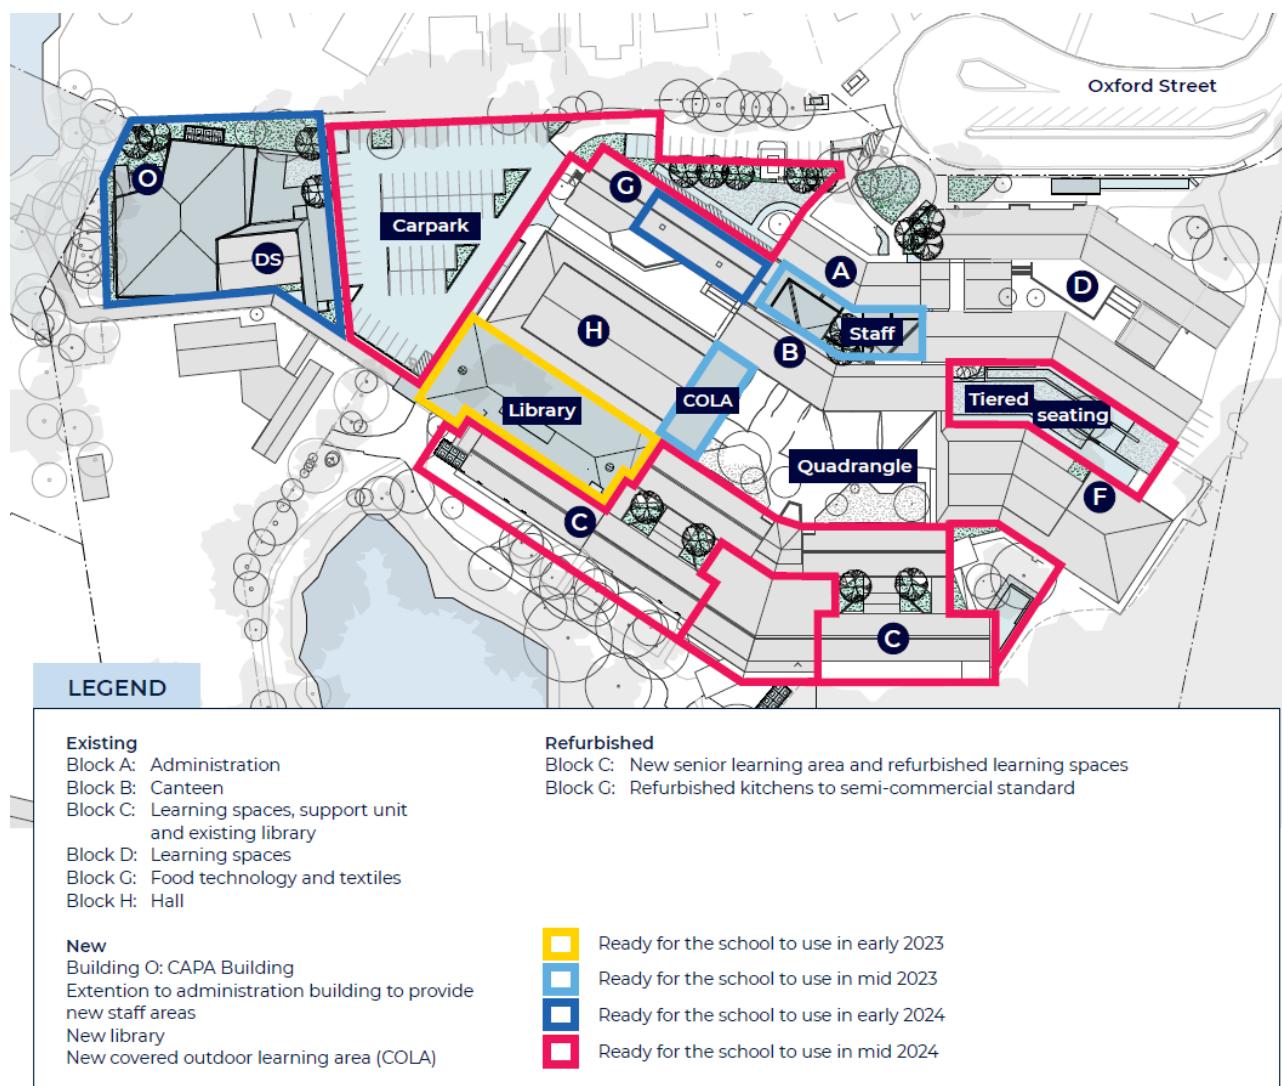 Oxford Street
O
G
Carpark
A
DS
D
H
Staff
B
COLA
Tiered
seating
Library
Quadrangle
F
C
C
LEGEND
Existing
Block A: Administration
Block B: Canteen
Block C: Learning spaces, support unit
and existing library
Block D: Learning spaces
Block G: Food technology and textiles
Block H: Hall
New
Building O: CAPA Building
Extention to administration building to provide
new staff areas
New library
New covered outdoor learning area (COLA)
Refurbished
Block C: New senior learning area and refurbished learning spaces
Block G: Refurbished kitchens to semi-commercial standard
Ready for the school to use in early 2023
Ready for the school to use in mid 2023
Ready for the school to use in early 2024
Ready for the school to use in mid 2024